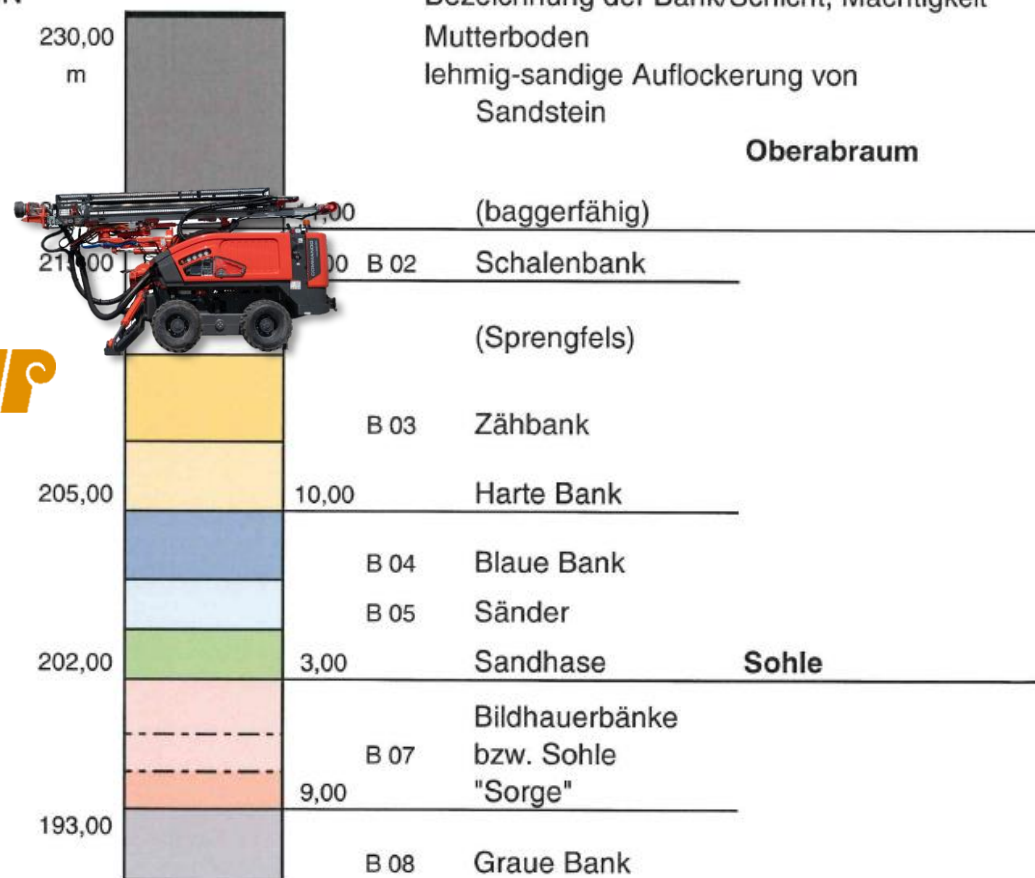 230,00 Mutterboden
m lehmig-sandige Auflockerung von
Sandstein
Oberabraum
(baggerfähig)
B 02 Schalenbank
(Sprengfels)
B 03 Zähbank
205,00 10,00 Harte Bank
B 04 Blaue Bank
B 05 Sänder
202,00 3,00 Sandhase Sohle
Bildhauerbänke
B 07 bzw. Sohle
9,00 "Sorge"
193,00
B 08 Graue Bank